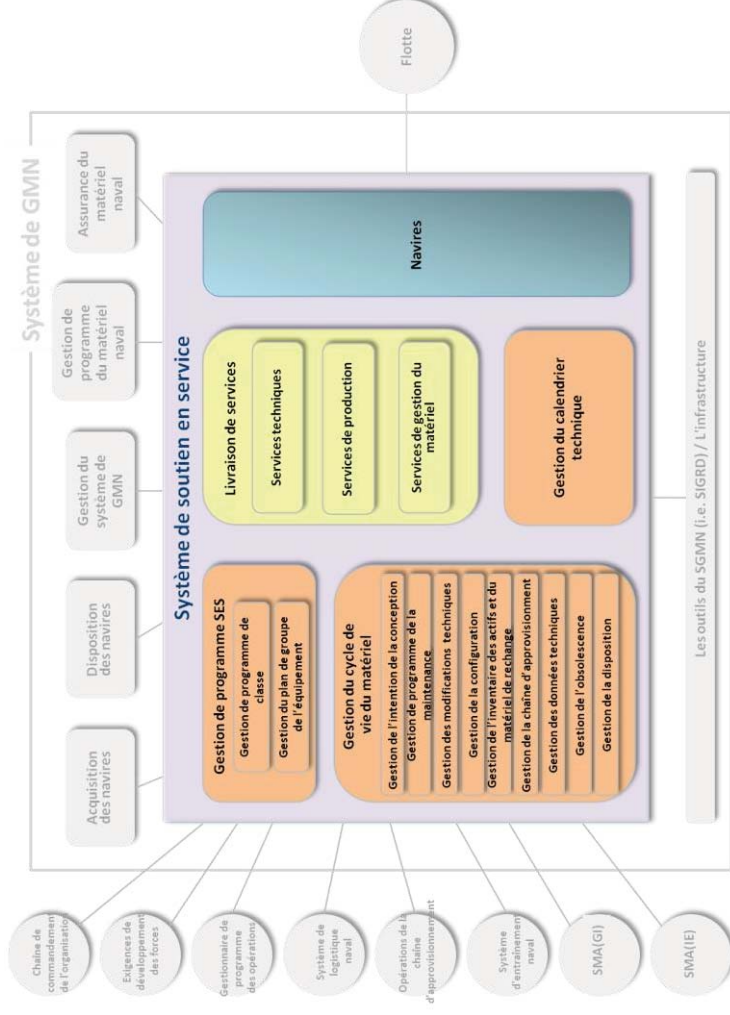 Système de GMN
Acquisition
des navires
Disposition
des navires
Gestion du
système de
GMN
Gestion de
programme
du matériel
naval
Assurance du
matériel
naval
Chaîne de
commandement
de l'organisation
Exigences de
développement
des forces
Gestionnaire de
programme
des opérations
Système de
logistique
naval
Opérations de la
chaîne
d'approvisionnement
Système
d'entraînement
naval
SMA(GI)
SMA(IE)
Système de soutien en service
Gestion de programme SES
Gestion de programme de
classe
Gestion du plan de groupe
de l'équipement
Gestion du cycle de
vie du matériel
Gestion de l'intention de la conception
Gestion de programme de la
maintenance
Gestion des modifications techniques
Gestion de la configuration
Gestion de l'inventaire des actifs et du
matériel de rechange
Gestion de la chaîne d'approvisionment
Gestion des données techniques
Gestion de l'obsolescence
Gestion de la disposition
Livraison de services
Services techniques
Services de production
Services de gestion du
matériel
Gestion du calendrier
technique
Navires
Flotte
Les outils du SGMN (i.e. SIGRD) / L'infrastructure